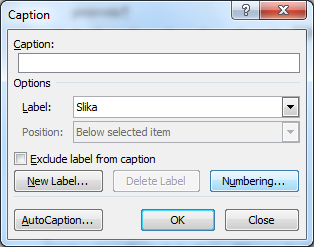 Caption
Caption:
Options
Label: Slika
Position: Below selected item
Exclude label from caption
New Label... Delete Label Numbering...
AutoCaption... OK Close